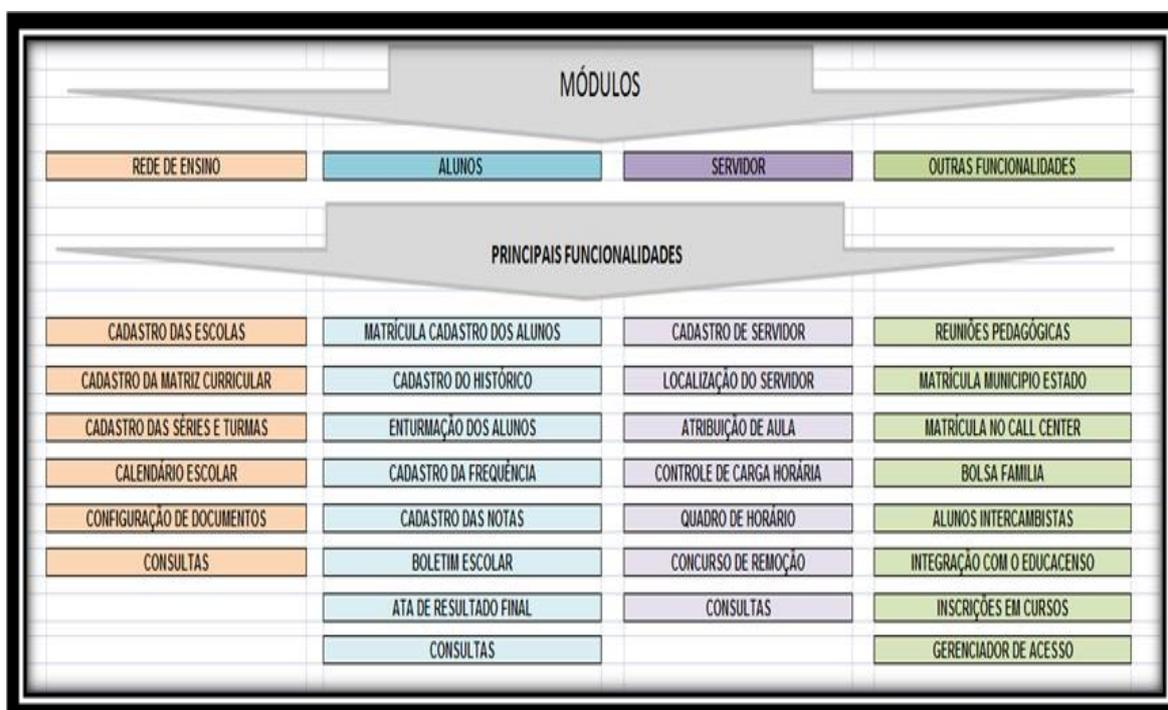 MÓDULOS
REDE DE ENSINO
ALUNOS
SERVIDOR
OUTRAS FUNCIONALIDADES
PRINCIPAIS FUNCIONALIDADES
CADASTRO DAS ESCOLAS
MATRÍCULA CADASTRO DOS ALUNOS
CADASTRO DE SERVIDOR
REUNIÕES PEDAGÓGICAS
CADASTRO DA MATRIZ CURRICULAR
CADASTRO DO HISTÓRICO
LOCALIZAÇÃO DO SERVIDOR
MATRÍCULA MUNICIPIO ESTADO
CADASTRO DAS SÉRIES E TURMAS
ENTURMAÇÃO DOS ALUNOS
ATRIBUIÇÃO DE AULA
MATRÍCULA NO CALL CENTER
CALENDÁRIO ESCOLAR
CADASTRO DA FREQUÊNCIA
CONTROLE DE CARGA HORÁRIA
BOLSA FAMILIA
CONFIGURAÇÃO DE DOCUMENTOS
CADASTRO DAS NOTAS
QUADRO DE HORÁRIO
ALUNOS INTERCAMBISTAS
CONSULTAS
BOLETIM ESCOLAR
CONCURSO DE REMOÇÃO
INTEGRAÇÃO COM O EDUCACENSO
ATA DE RESULTADO FINAL
CONSULTAS
INSCRIÇÕES EM CURSOS
CONSULTAS
GERENCIADOR DE ACESSO